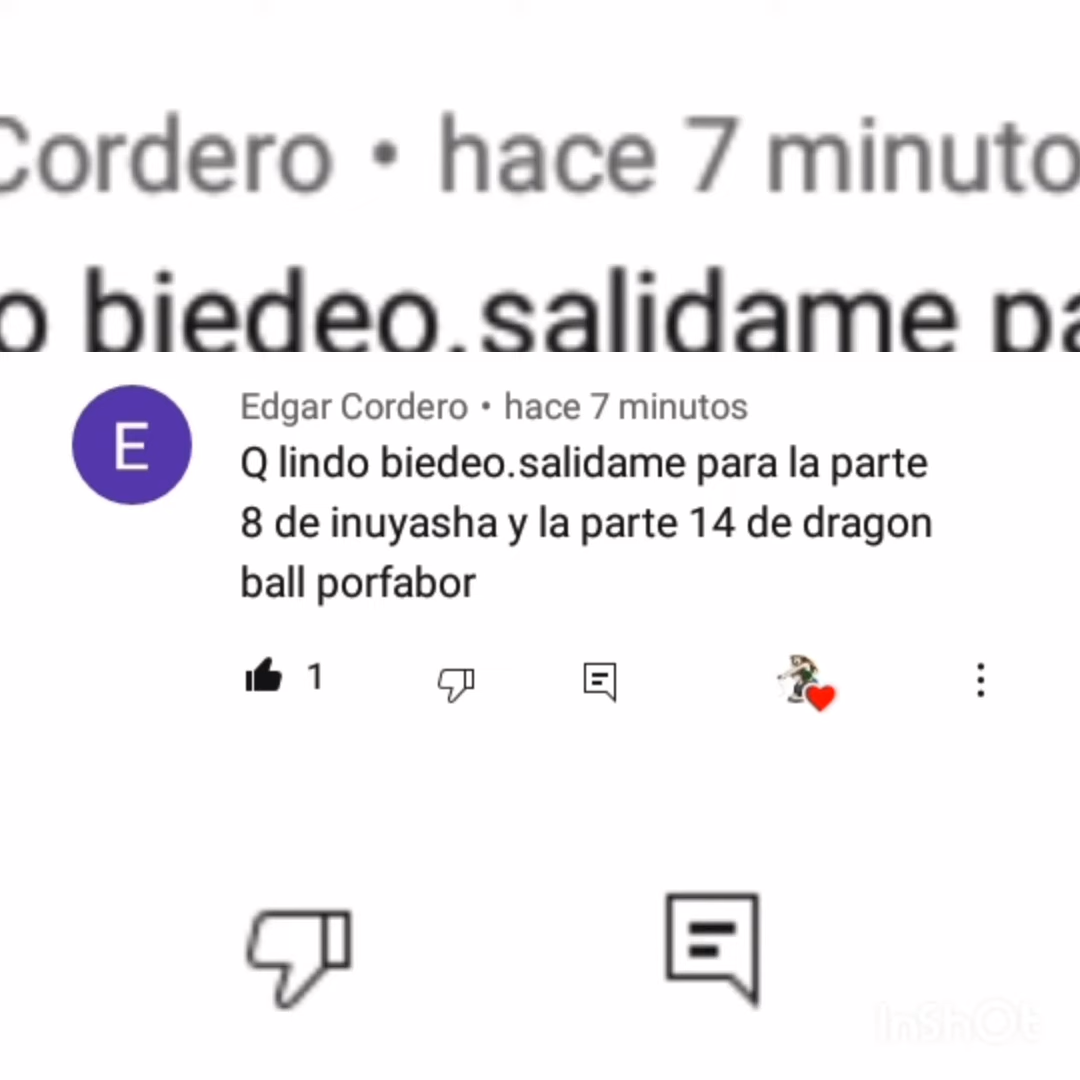 Cordero • hace 7 minuto
o biedeo.salidame pa
E
Edgar Cordero • hace 7 minutos
Q lindo biedeo.salidame para la parte
8 de inuyasha y la parte 14 de dragon
ball porfabor
1
InShOt